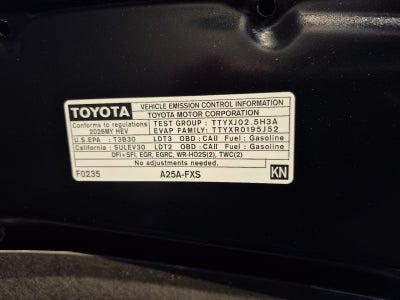 TOYOTA
VEHICLE EMISSION CONTROL INFORMATION
TOYOTA MOTOR CORPORATION
Conforms to regulations
2026MY HEV
TEST GROUP : TTYXJ02.5H3A
EVAP FAMILY: TTYXR0195J52
U.S.EPA : T3B30 LDT3 OBD : CAII Fuel : Gasoline
California : SULEV30 LDT2 OBD : CAII Fuel : Gasoline
DFI+SFI, EGR, EGRC, WR-HO2S(2), TWC(2)
No adjustments needed.
F0235 A25A-FXS KN